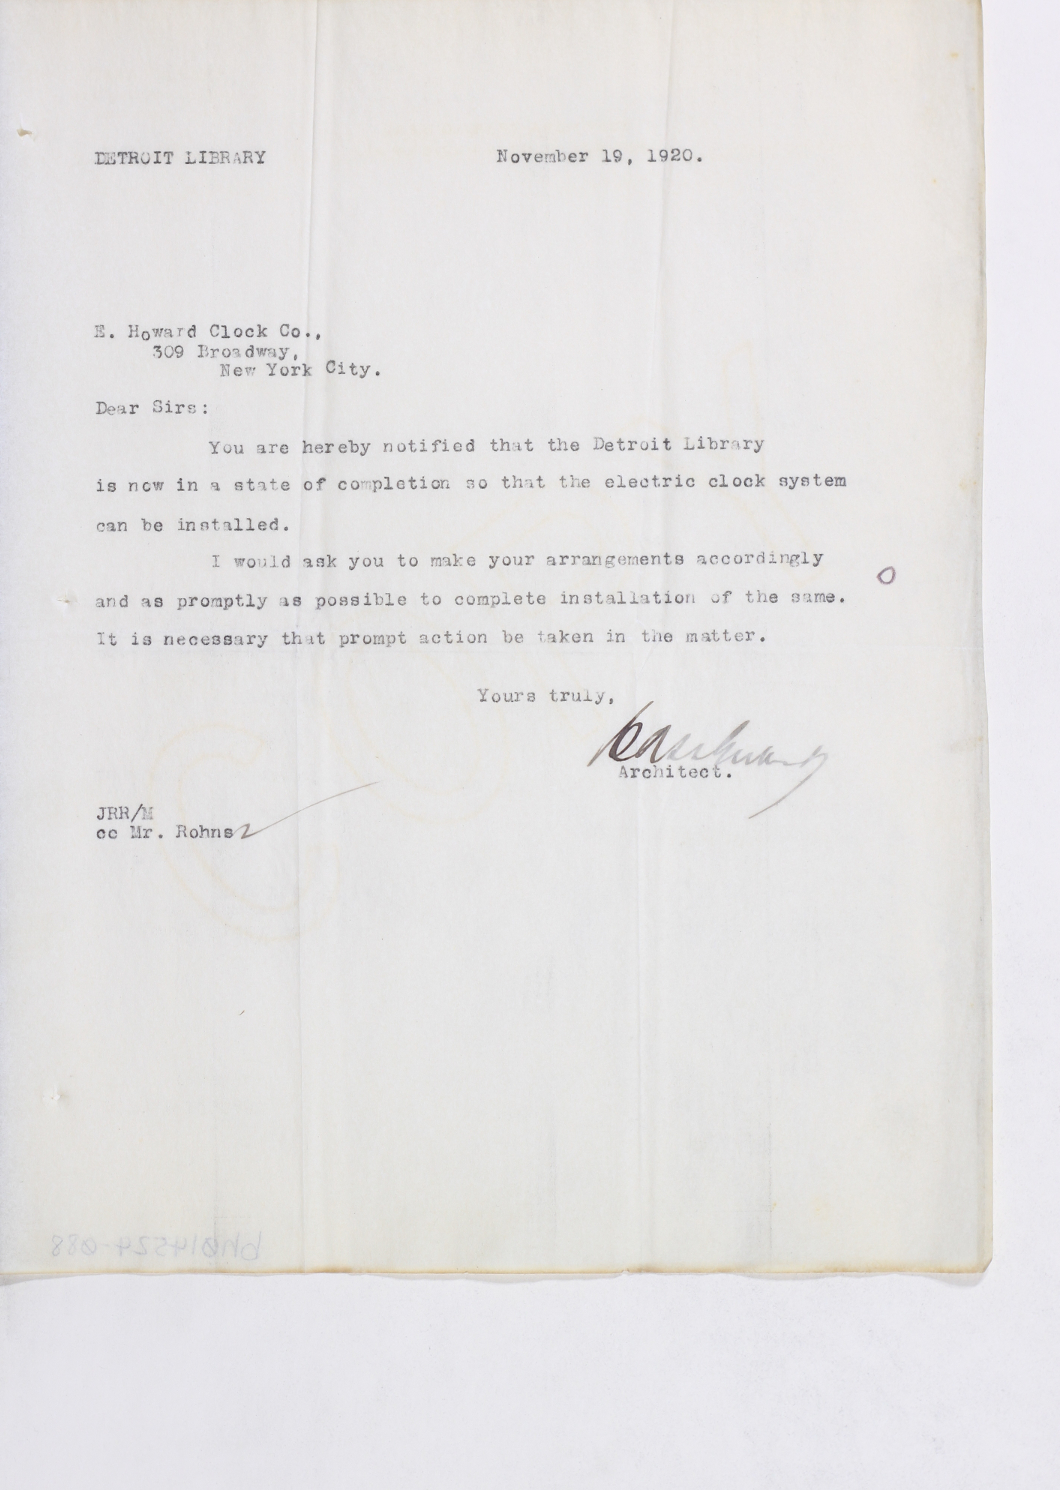 DETROIT LIBRARY November 19, 1920.
E. Howard Clock Co.,
309 Broadway,
New York City.
Dear Sirs:
You are hereby notified that the Detroit Library
is now in a state of completion so that the electric clock system
can be installed.
I would ask you to make your arrangements accordingly
and as promptly as possible to complete installation of the same.
It is necessary that prompt action be taken in the matter.
Yours truly,
Architect.
JRR/M
cc Mr. Rohns
bh014524-088